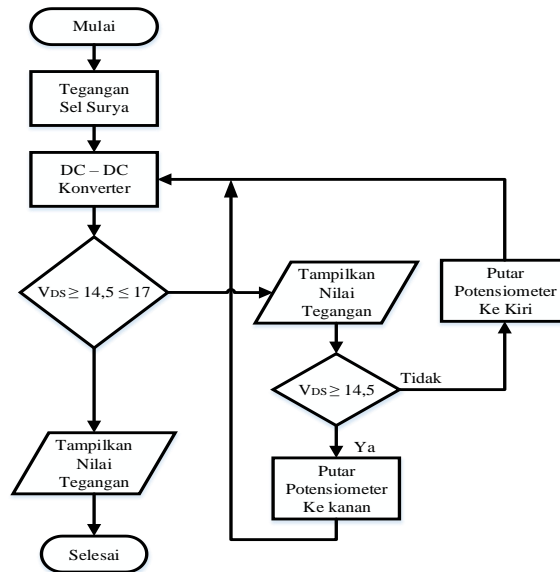 Mulai
Tegangan
Sel Surya
DC – DC
Konverter
VDS ≥ 14,5 ≤ 17
Tampilkan
Nilai
Tegangan
Selesai
Tampilkan
Nilai
Tegangan
VDS ≥ 14,5
Tidak
Ya
Putar
Potensiometer
Ke kanan
Putar
Potensiometer
Ke Kiri